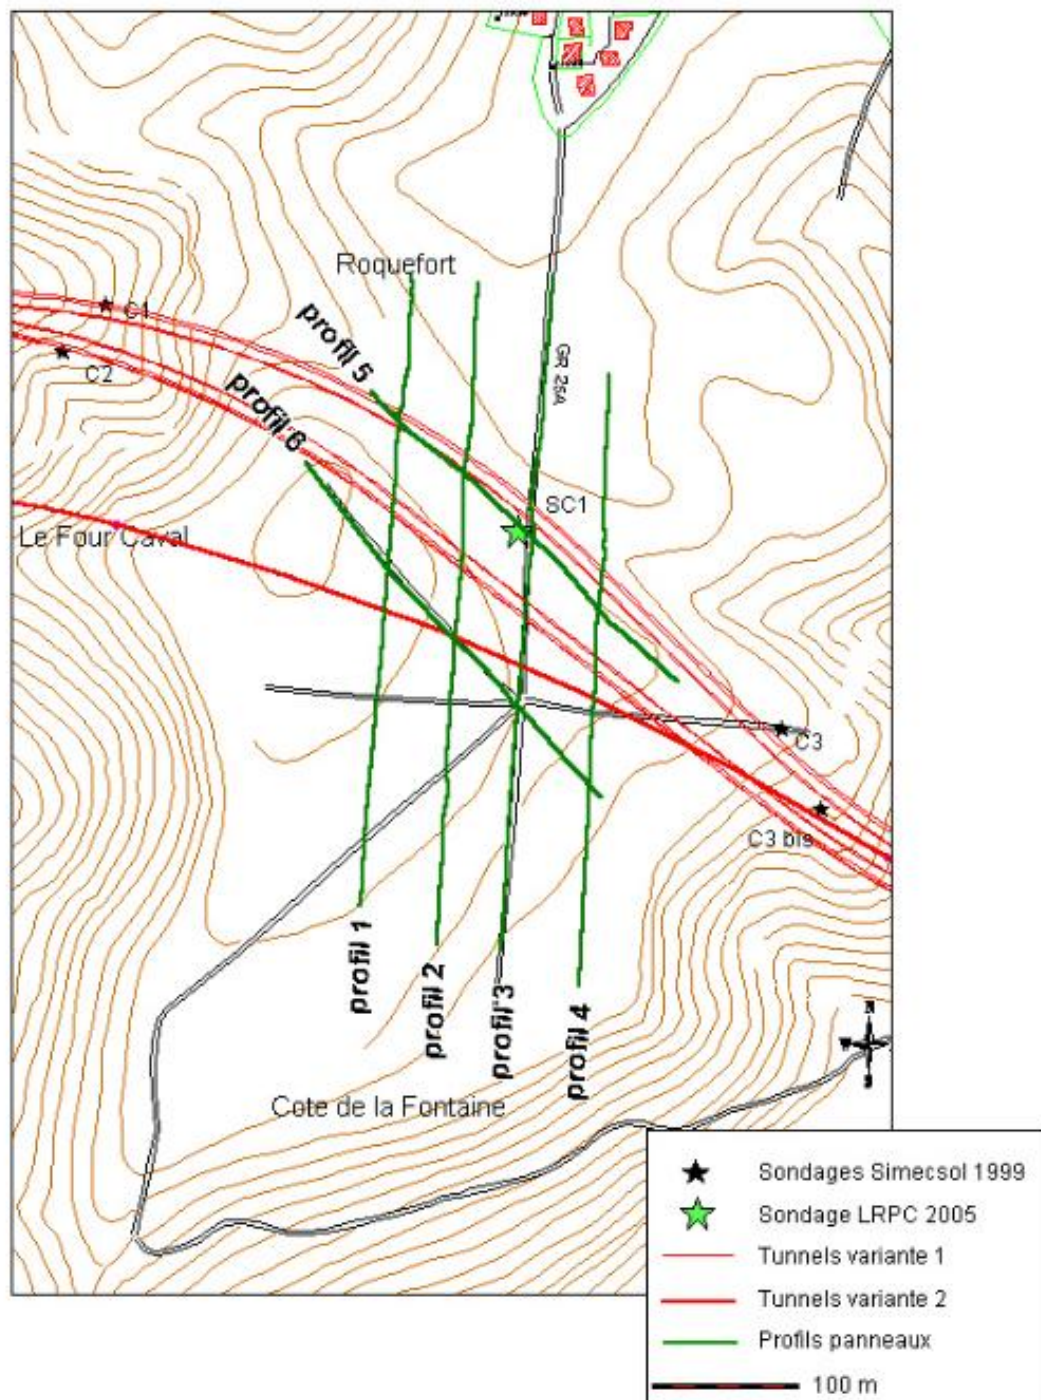 Roquefort
C1
profil 5
GR 25A
C2
profil 6
SC1
Le Four Caval
C3
C3 bis
profil 1
profil 2
profil 3
profil 4
N
Cote de la Fontaine
Sondages Simecsol 1999
Sondage LRPC 2005
Tunnels variante 1
Tunnels variante 2
Profils panneaux
100 m